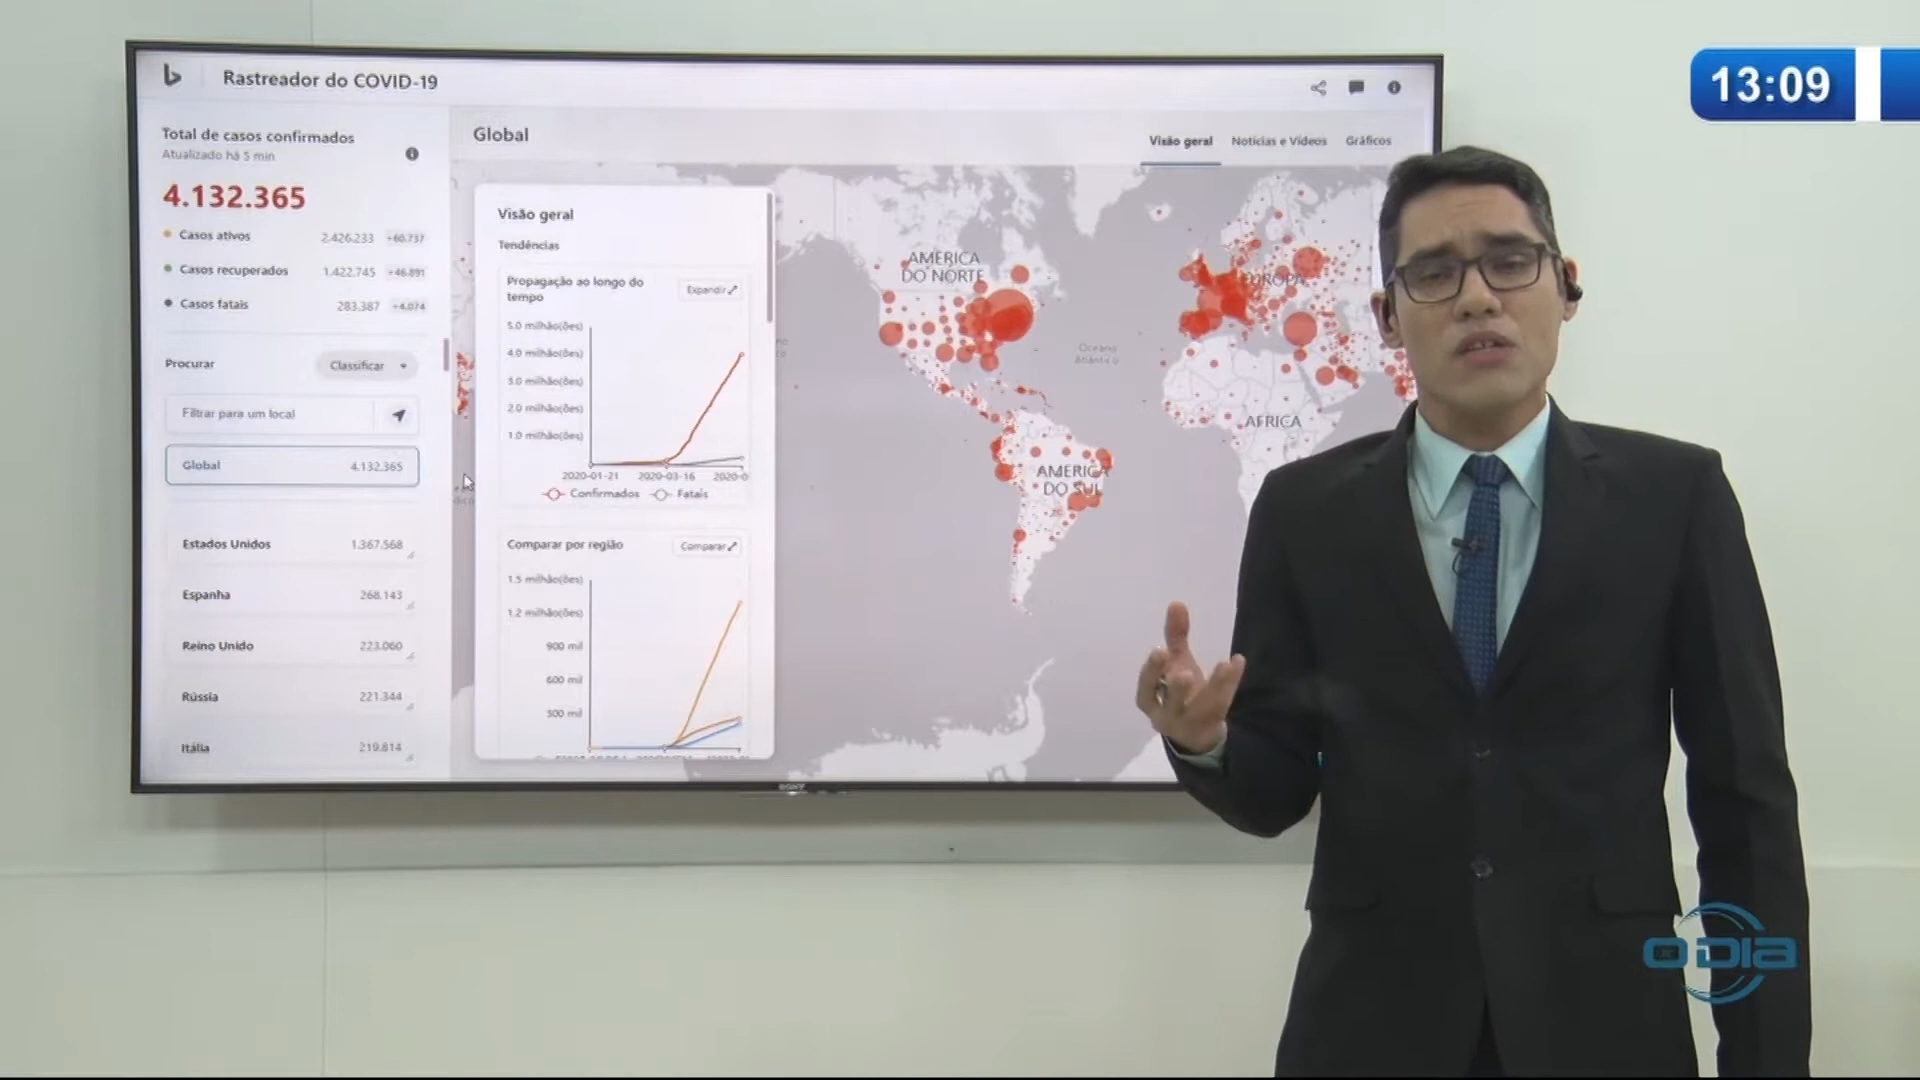 13:09
Rastreador do COVID-19
Total de casos confirmados
Atualizado há 5 min
4.132.365
Casos ativos 2.426.233 +60.737
Casos recuperados 1.422.745 +46.891
Casos fatais 283.387 +4.074
Procurar
Classificar
Filtrar para um local
Global 4.132.365
Estados Unidos 1.367.568
Espanha 268.143
Reino Unido 223.060
Rússia 221.344
Itália 219.814
Global
Visão geral Notícias e Vídeos Gráficos
Visão geral
Tendências
Propagação ao longo do
tempo
Expandir
5.0 milhão(ões)
4.0 milhão(ões)
3.0 milhão(ões)
2.0 milhão(ões)
1.0 milhão(ões)
2020-01-21 2020-03-16 2020-0
Confirmados Fatais
Comparar por região
Comparar
1.5 milhão(ões)
1.2 milhão(ões)
900 mil
600 mil
300 mil
AMÉRICA
DO NORTE
Oceano
Atlântico
EUROPA
ÁFRICA
AMÉRICA
DO SUL
SONY
O DIA